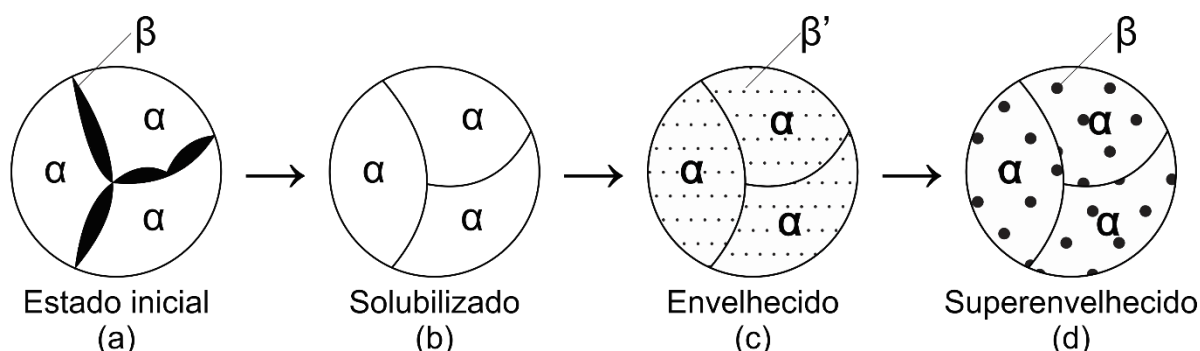 β
α
α
α
Estado inicial
(a)
α
α
α
Solubilizado
(b)
β’
α
α
α
Envelhecido
(c)
β
α
α
α
Superenvelhecido
(d)